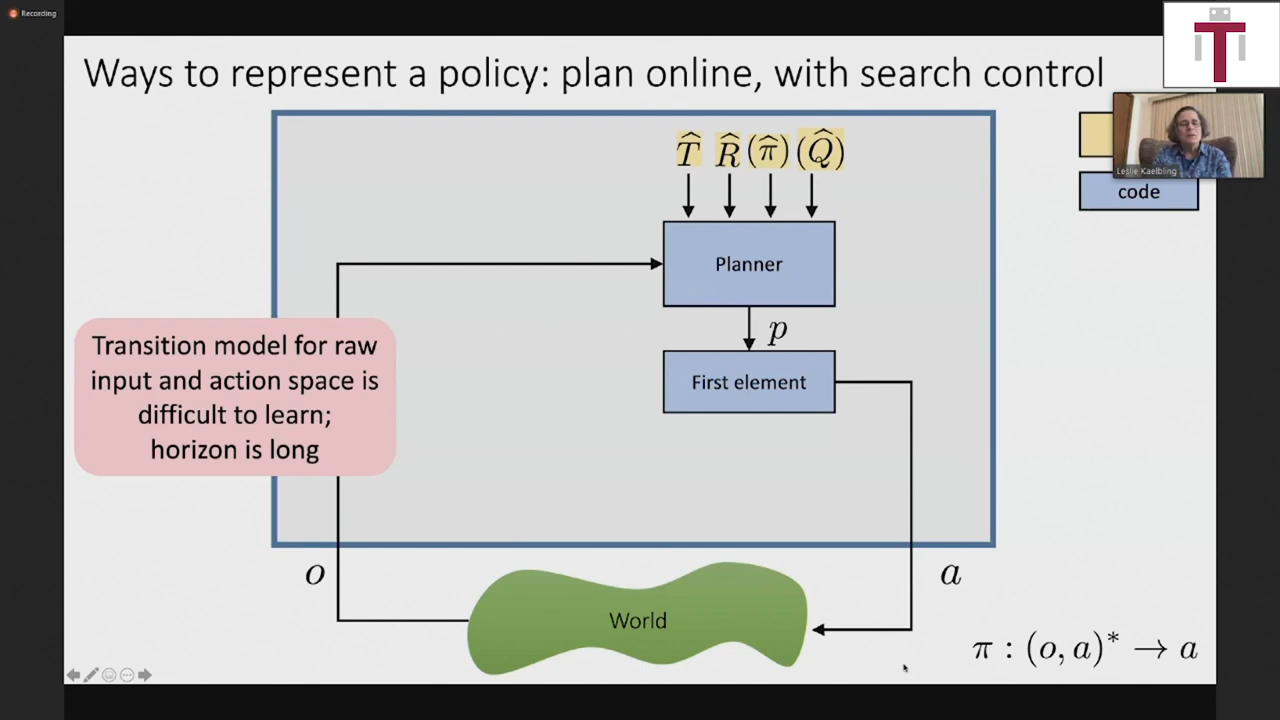 Recording
Ways to represent a policy: plan online, with search control
T̂ R̂ (π̂) (Q̂)
Leslie Kaelbling
code
Planner
p
First element
Transition model for raw
input and action space is
difficult to learn;
horizon is long
o
a
World
π : (o, a)* → a